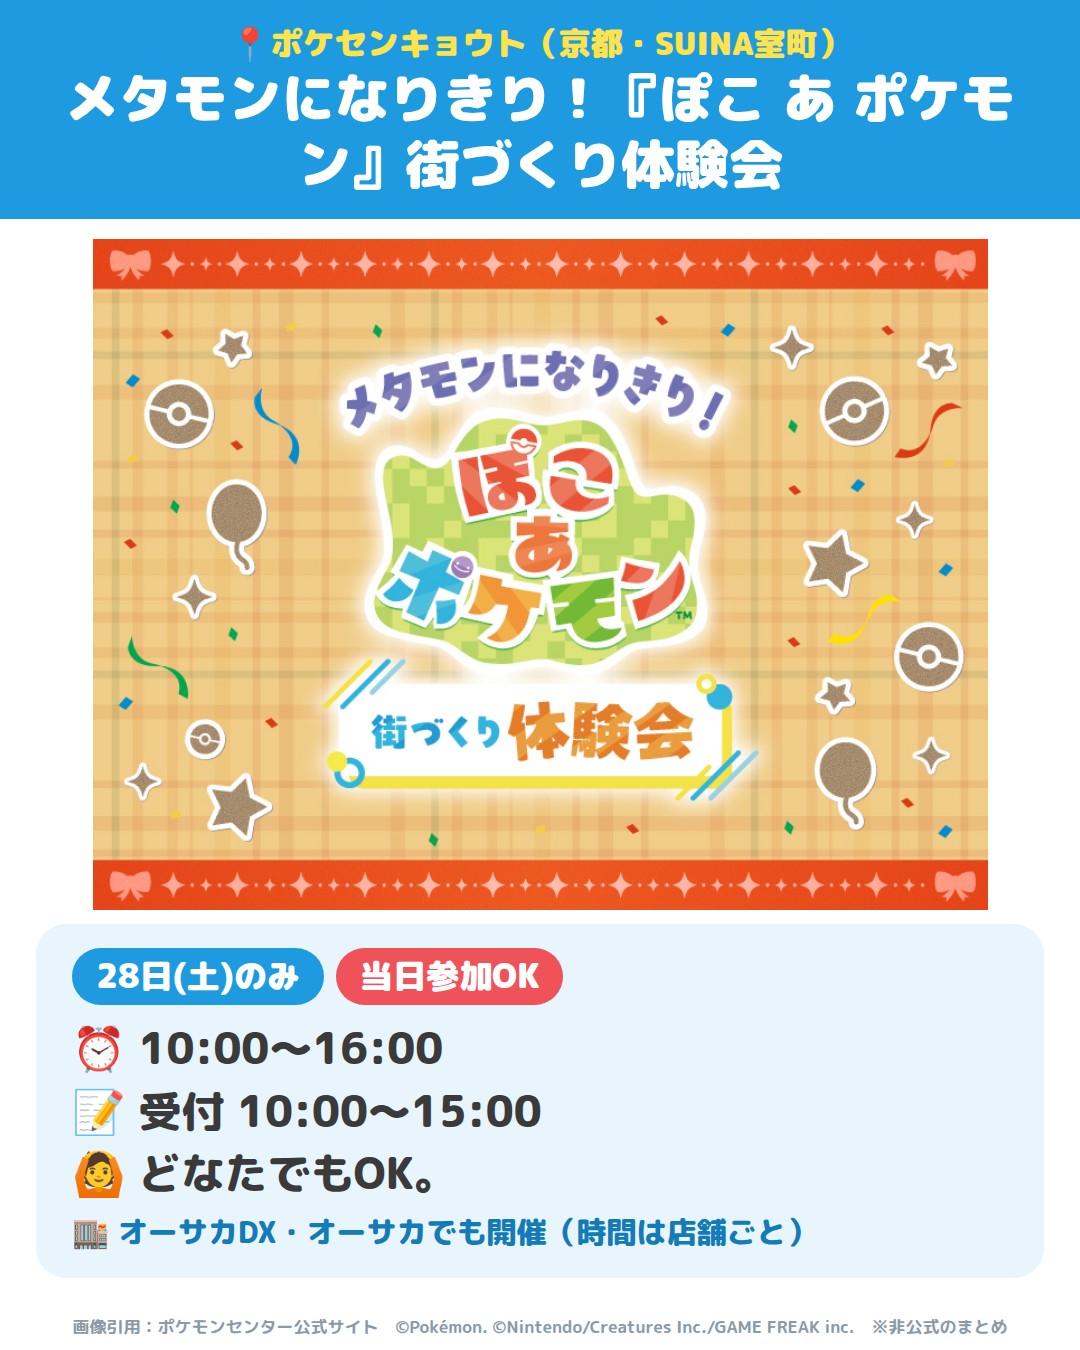 📍ポケセンキョウト（京都・SUINA室町）
メタモンになりきり！『ぽこ あ ポケモ
ン』街づくり体験会
メタモンになりきり!
ぽこ
あ
ポケモン™
街づくり体験会
28日(土)のみ 当日参加OK
⏰ 10:00〜16:00
📝 受付 10:00〜15:00
🙆 どなたでもOK。
🏬 オーサカDX・オーサカでも開催（時間は店舗ごと）
画像引用：ポケモンセンター公式サイト　©Pokémon. ©Nintendo/Creatures Inc./GAME FREAK inc.　※非公式のまとめ